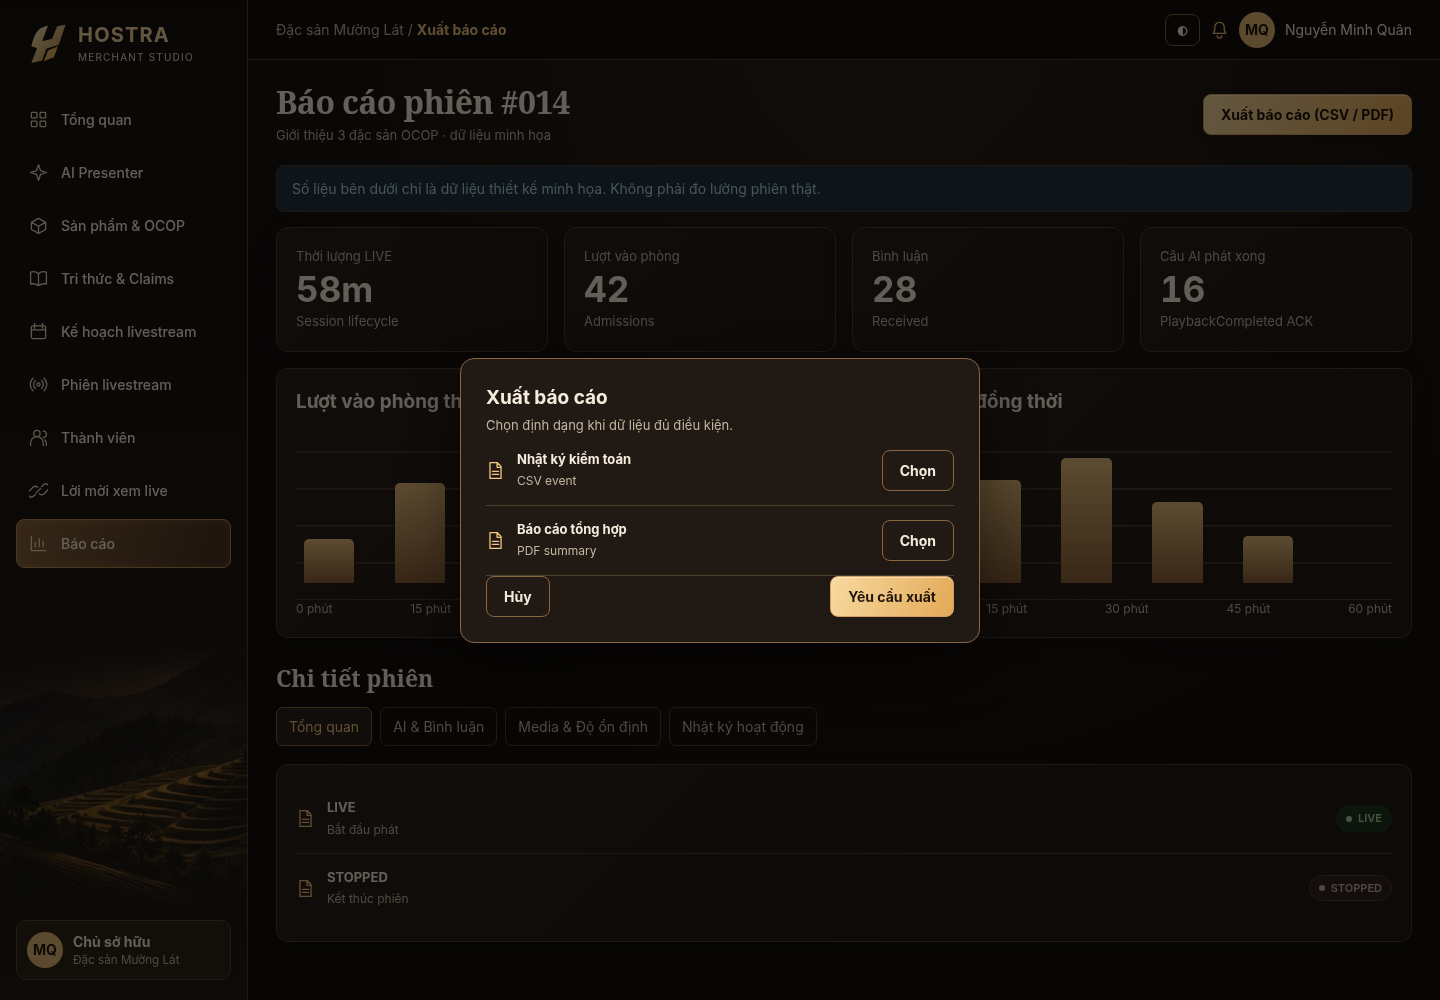 HOSTRA
MERCHANT STUDIO
Tổng quan
AI Presenter
Sản phẩm & OCOP
Tri thức & Claims
Kế hoạch livestream
Phiên livestream
Thành viên
Lời mời xem live
Báo cáo
MQ
Chủ sở hữu
Đặc sản Mường Lát
Đặc sản Mường Lát / Xuất báo cáo
MQ
Nguyễn Minh Quân
Báo cáo phiên #014
Giới thiệu 3 đặc sản OCOP · dữ liệu minh họa
Xuất báo cáo (CSV / PDF)
Số liệu bên dưới chỉ là dữ liệu thiết kế minh họa. Không phải đo lường phiên thật.
Thời lượng LIVE
58m
Session lifecycle
Lượt vào phòng
42
Admissions
Bình luận
28
Received
Câu AI phát xong
16
PlaybackCompleted ACK
Lượt vào phòng th
đồng thời
0 phút
15 phút
15 phút
30 phút
45 phút
60 phút
Xuất báo cáo
Chọn định dạng khi dữ liệu đủ điều kiện.
Nhật ký kiểm toán
CSV event
Chọn
Báo cáo tổng hợp
PDF summary
Chọn
Hủy
Yêu cầu xuất
Chi tiết phiên
Tổng quan
AI & Bình luận
Media & Độ ổn định
Nhật ký hoạt động
LIVE
Bắt đầu phát
LIVE
STOPPED
Kết thúc phiên
STOPPED